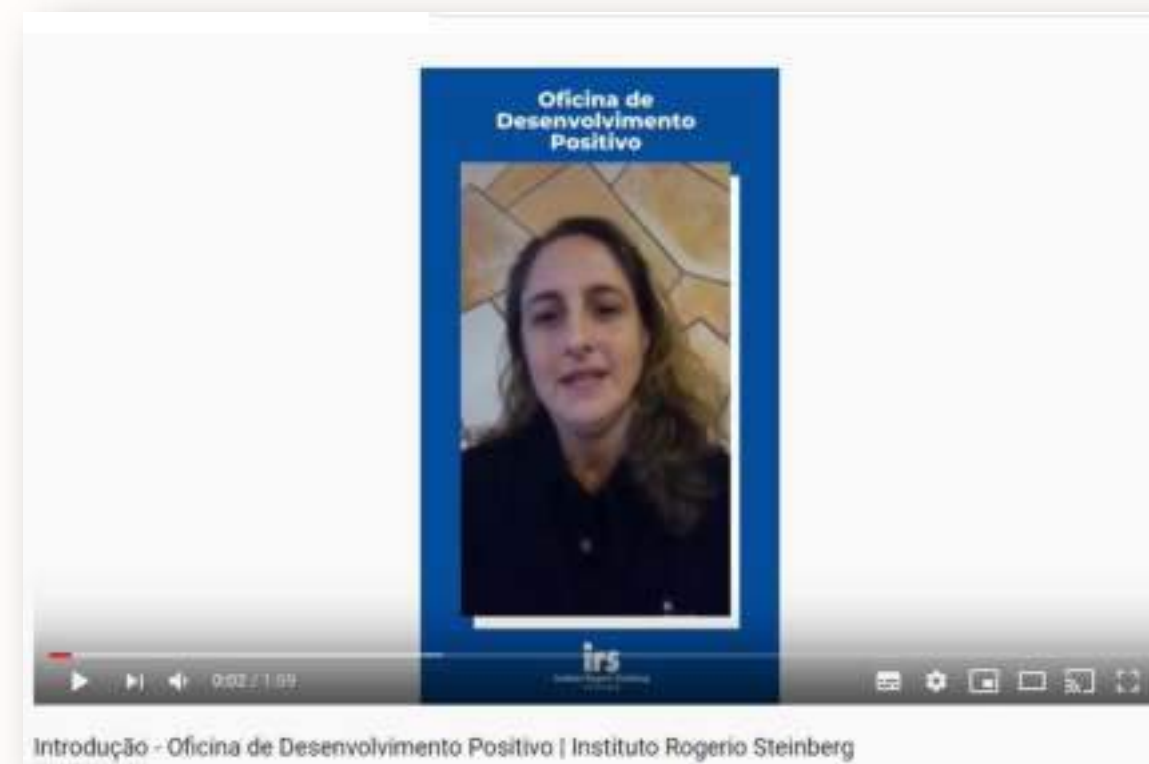 Oficina de
Desenvolvimento
Positivo
irs
0:02 / 1:59
Introdução - Oficina de Desenvolvimento Positivo | Instituto Rogerio Steinberg